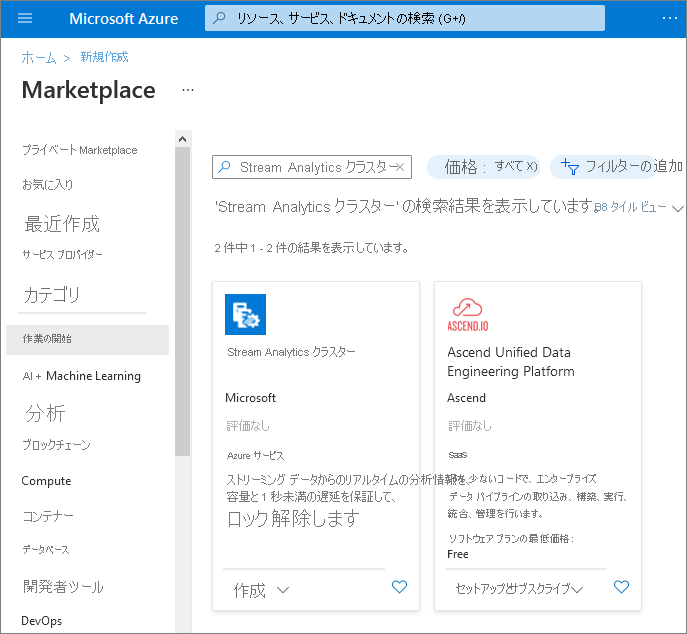 Microsoft Azure
リソース、サービス、ドキュメントの検索 (G+/)
...
ホーム > 新規作成
Marketplace ...
プライベート Marketplace
お気に入り
最近作成
サービス プロバイダー
カテゴリ
作業の開始
AI + Machine Learning
分析
ブロックチェーン
Compute
コンテナー
データベース
開発者ツール
DevOps
Stream Analytics クラスター ×
価格 : すべて X)
フィルターの追加
'Stream Analytics クラスター' の検索結果を表示しています。
タイル ビュー
2 件中 1 - 2 件の結果を表示しています。
Stream Analytics クラスター
Microsoft
評価なし
Azure サービス
ストリーミング データからのリアルタイムの分析情報を、
容量と 1 秒未満の遅延を保証して、
ロック解除します
作成
ASCEND.IO
Ascend Unified Data
Engineering Platform
Ascend
評価なし
SaaS
少ないコードで、エンタープライズ
データ パイプラインの取り込み、構築、実行、
統合、管理を行います。
ソフトウェア プランの最低価格 :
Free
セットアップとサブスクライブ